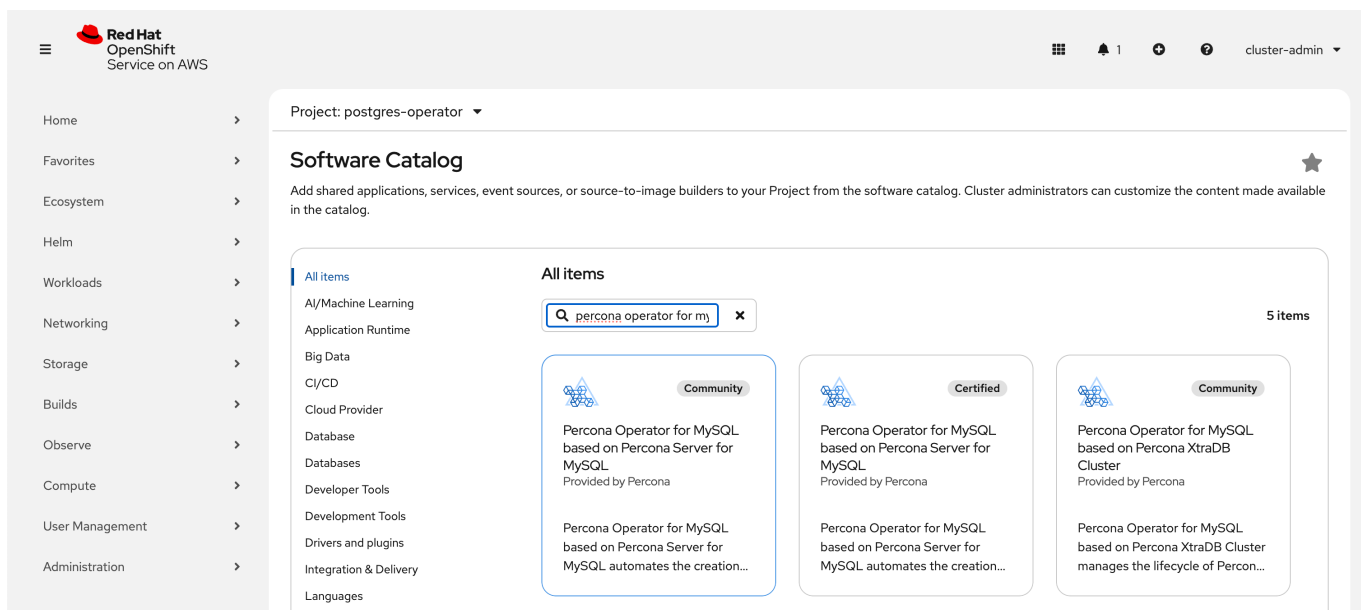 Red Hat
OpenShift
Service on AWS
1
cluster-admin
Home
Favorites
Ecosystem
Helm
Workloads
Networking
Storage
Builds
Observe
Compute
User Management
Administration
Project: postgres-operator
Software Catalog
Add shared applications, services, event sources, or source-to-image builders to your Project from the software catalog. Cluster administrators can customize the content made available
in the catalog.
All items
AI/Machine Learning
Application Runtime
Big Data
CI/CD
Cloud Provider
Database
Databases
Developer Tools
Development Tools
Drivers and plugins
Integration & Delivery
Languages
All items
percona operator for my
5 items
Community
Percona Operator for MySQL
based on Percona Server for
MySQL
Provided by Percona
Percona Operator for MySQL
based on Percona Server for
MySQL automates the creation...
Certified
Percona Operator for MySQL
based on Percona Server for
MySQL
Provided by Percona
Percona Operator for MySQL
based on Percona Server for
MySQL automates the creation...
Community
Percona Operator for MySQL
based on Percona XtraDB
Cluster
Provided by Percona
Percona Operator for MySQL
based on Percona XtraDB Cluster
manages the lifecycle of Percon...